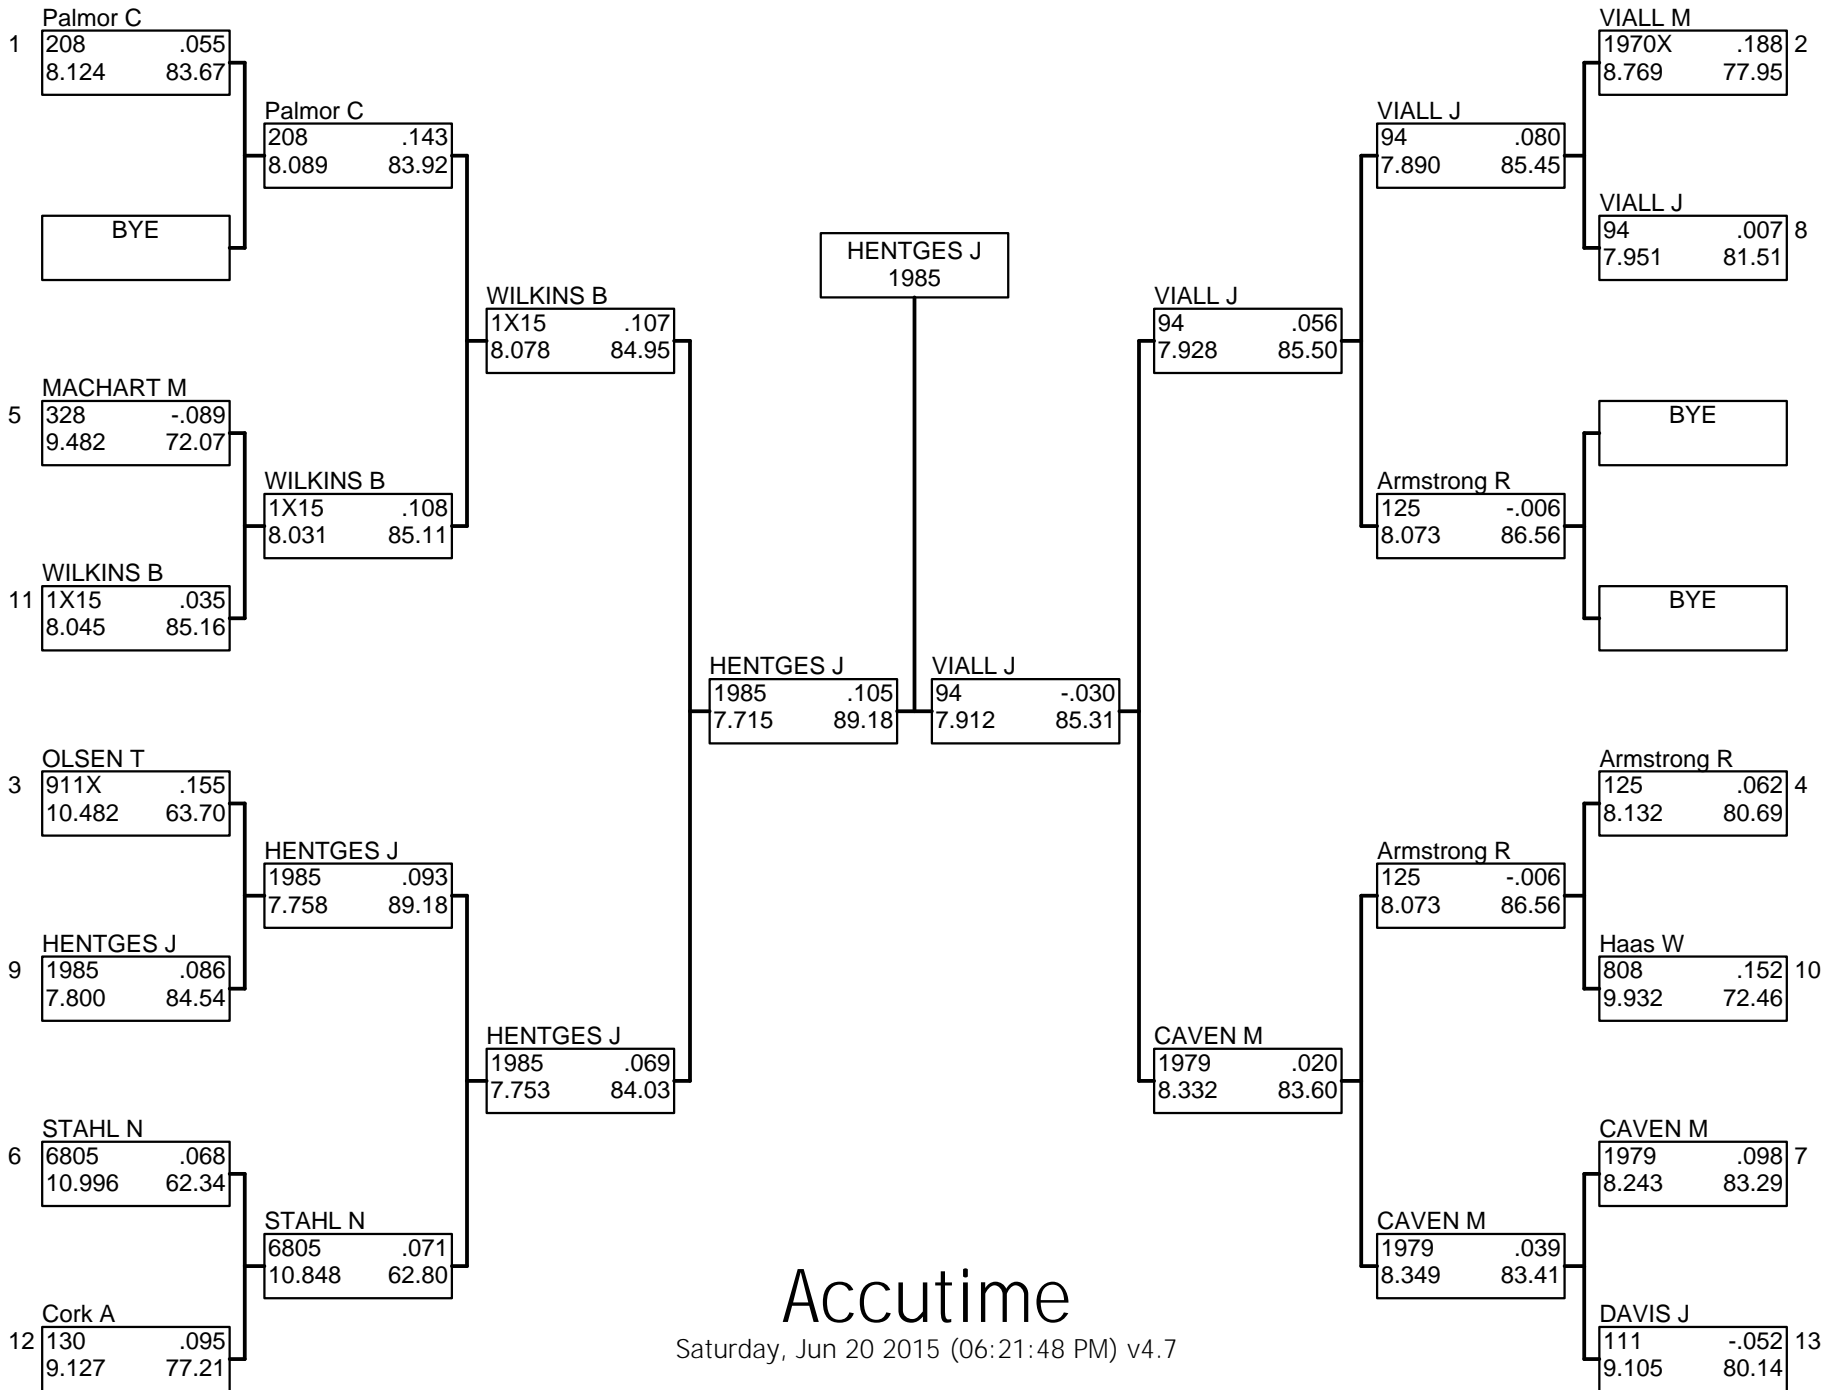 Palmor C
1 208 .055
8.124 83.67
BYE
MACHART M
5 328 -.089
9.482 72.07
WILKINS B
11 1X15 .035
8.045 85.16
OLSEN T
3 911X .155
10.482 63.70
HENTGES J
9 1985 .086
7.800 84.54
STAHL N
6 6805 .068
10.996 62.34
Cork A
12 130 .095
9.127 77.21
Palmor C
208 .143
8.089 83.92
WILKINS B
1X15 .108
8.031 85.11
HENTGES J
1985 .093
7.758 89.18
STAHL N
6805 .071
10.848 62.80
WILKINS B
1X15 .107
8.078 84.95
HENTGES J
1985 .069
7.753 84.03
HENTGES J
1985 .105
7.715 89.18
HENTGES J
1985
VIALL J
94 -.030
7.912 85.31
VIALL J
94 .056
7.928 85.50
CAVEN M
1979 .020
8.332 83.60
VIALL J
94 .080
7.890 85.45
Armstrong R
125 -.006
8.073 86.56
Armstrong R
125 -.006
8.073 86.56
CAVEN M
1979 .039
8.349 83.41
VIALL M
1970X .188 2
8.769 77.95
VIALL J
94 .007 8
7.951 81.51
BYE
BYE
Armstrong R
125 .062 4
8.132 80.69
Haas W
808 .152 10
9.932 72.46
CAVEN M
1979 .098 7
8.243 83.29
DAVIS J
111 -.052 13
9.105 80.14
Accutime
Saturday, Jun 20 2015 (06:21:48 PM) v4.7